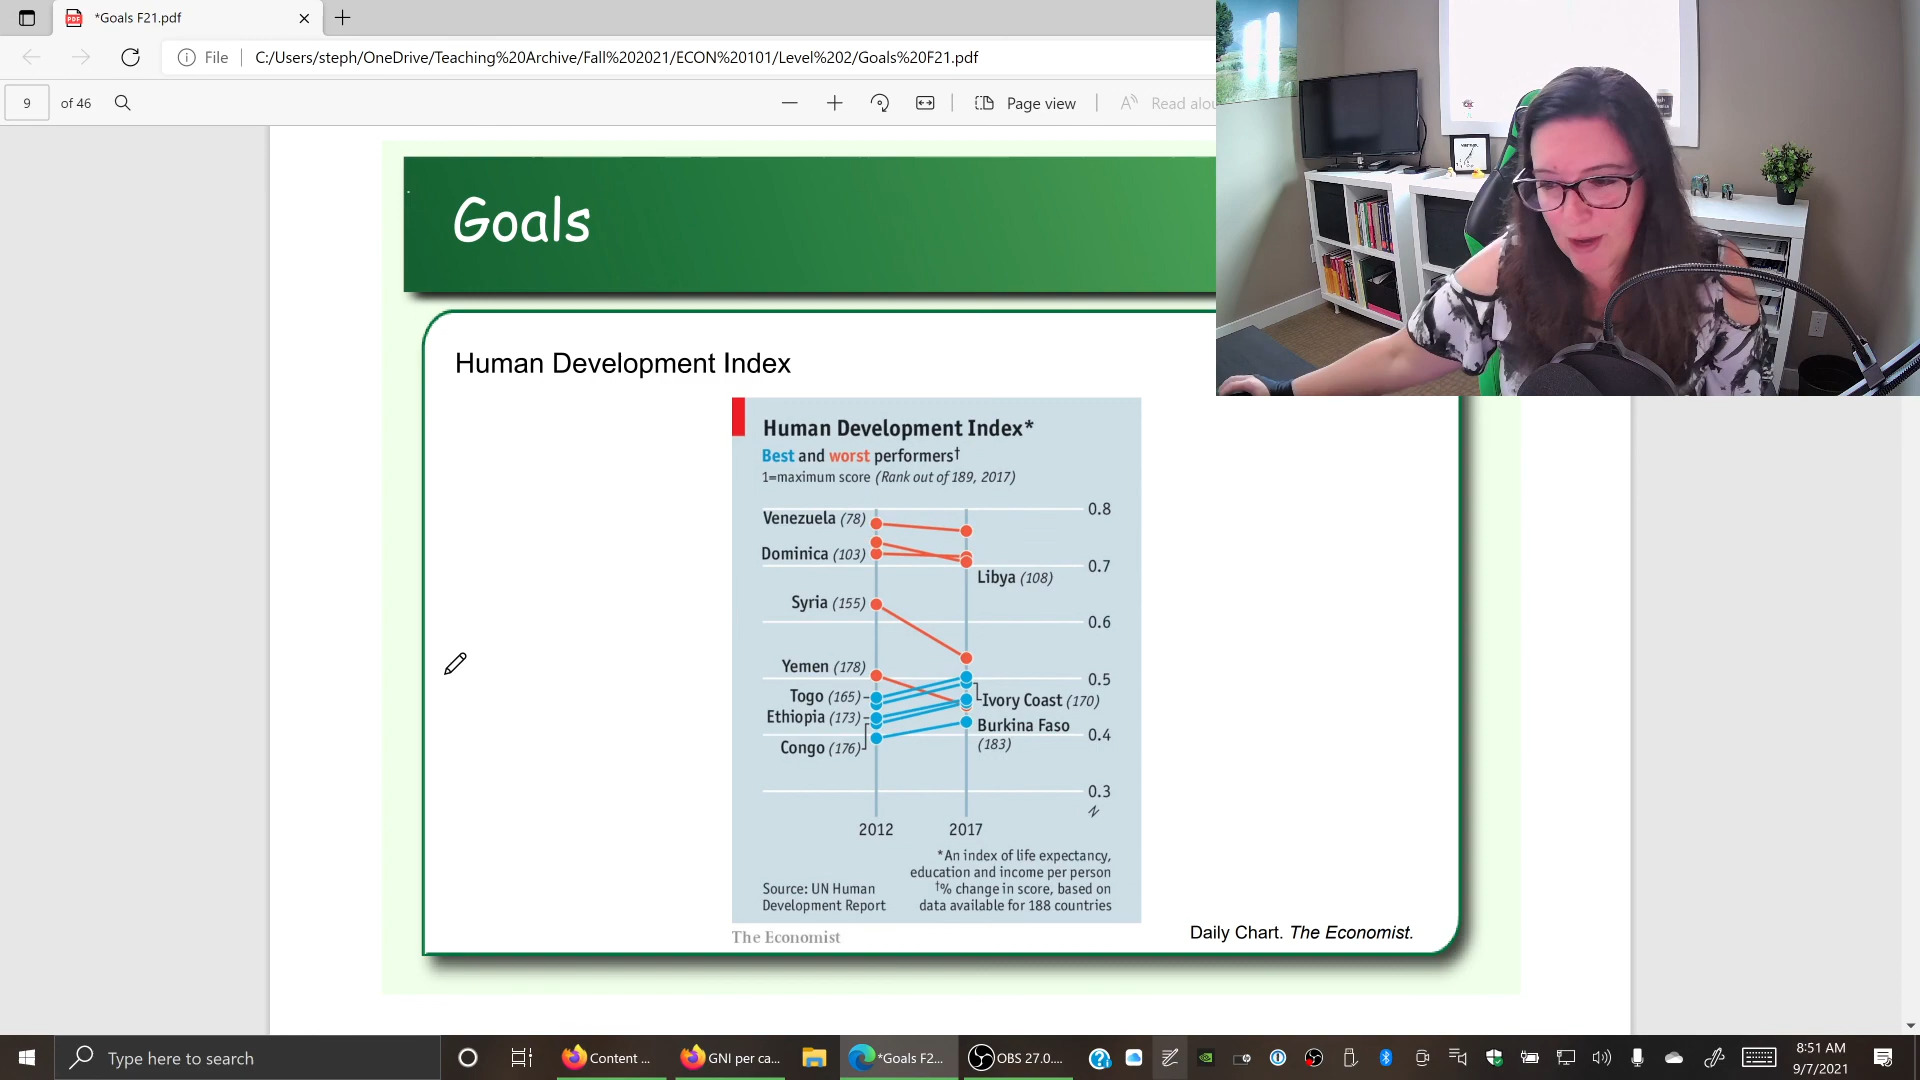 *Goals F21.pdf
File
C:/Users/steph/OneDrive/Teaching%20Archive/Fall%202021/ECON%20101/Level%202/Goals%20F21.pdf
9 of 46
Page view
Read alou
Goals
Human Development Index
Human Development Index*
Best and worst performers†
1=maximum score (Rank out of 189, 2017)
0.8
Venezuela (78)
Dominica (103)
0.7
Libya (108)
Syria (155)
0.6
Yemen (178)
0.5
Togo (165)
Ivory Coast (170)
Ethiopia (173)
Burkina Faso
(183)
0.4
Congo (176)
0.3
2012 2017
*An index of life expectancy,
education and income per person
†% change in score, based on
data available for 188 countries
Source: UN Human
Development Report
The Economist
Daily Chart. The Economist.
Type here to search
Content ...
GNI per ca...
*Goals F2...
OBS 27.0....
8:51 AM
9/7/2021